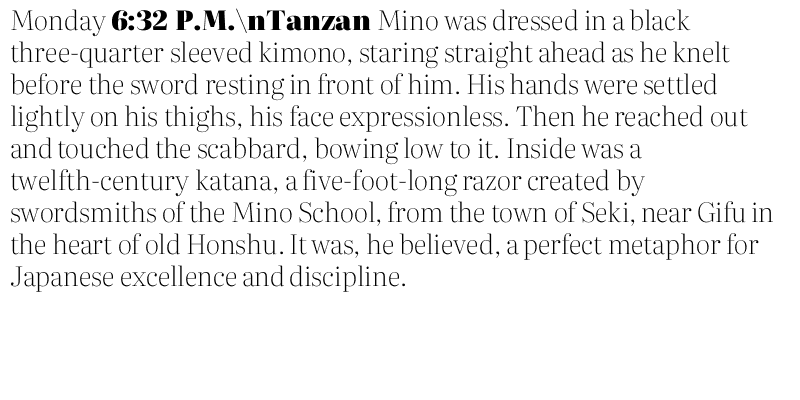 Monday 6:32 P.M.\nTanzan Mino was dressed in a black
three-quarter sleeved kimono, staring straight ahead as he knelt
before the sword resting in front of him. His hands were settled
lightly on his thighs, his face expressionless. Then he reached out
and touched the scabbard, bowing low to it. Inside was a
twelfth-century katana, a five-foot-long razor created by
swordsmiths of the Mino School, from the town of Seki, near Gifu in
the heart of old Honshu. It was, he believed, a perfect metaphor for
Japanese excellence and discipline.